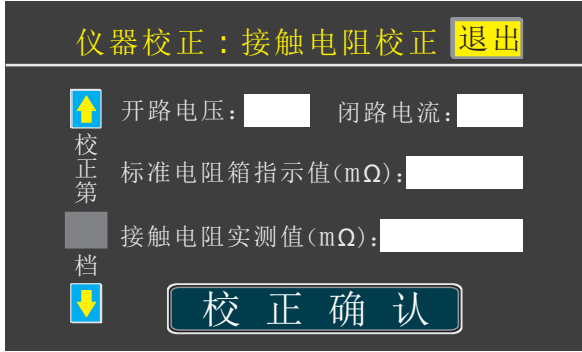 仪器校正：接触电阻校正 退出
开路电压： 闭路电流：
校正第
标准电阻箱指示值(mΩ)：
接触电阻实测值(mΩ)：
档
校正确认